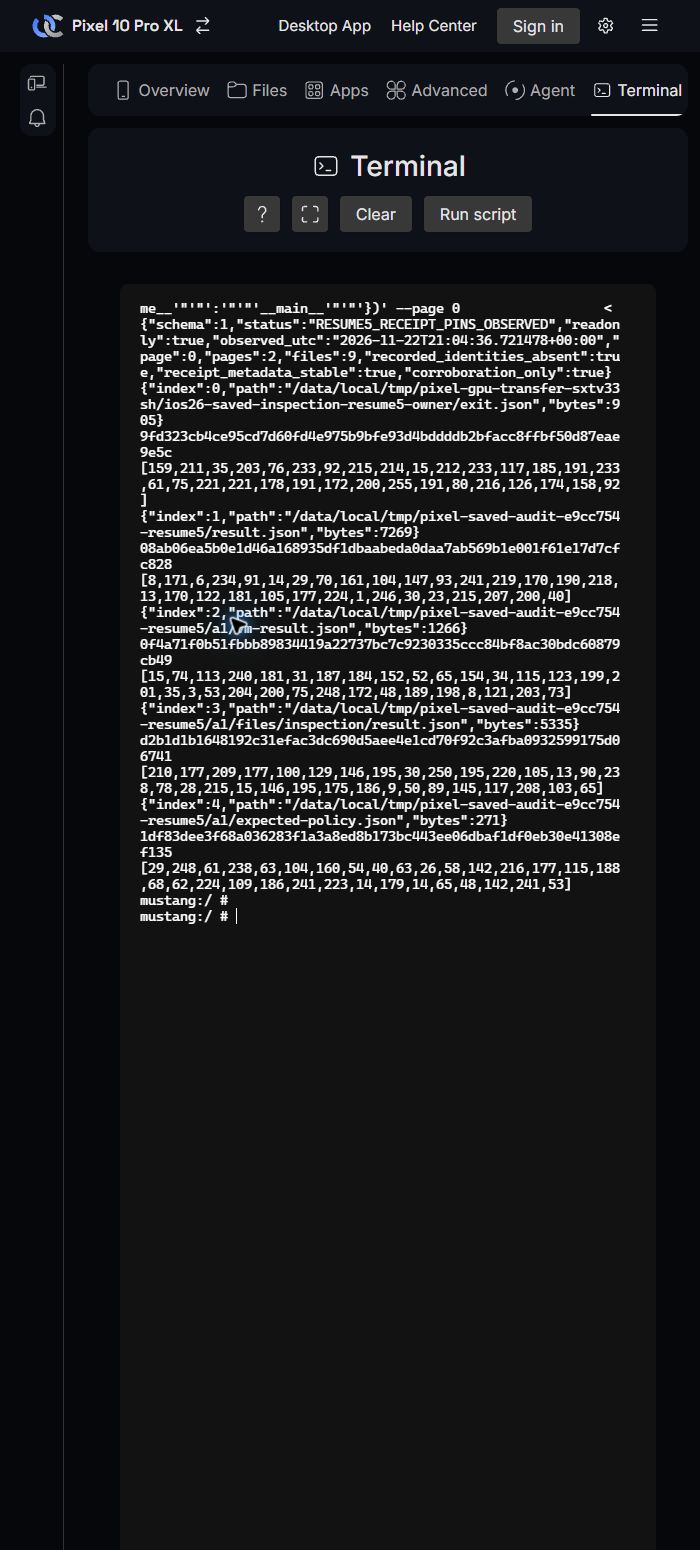 Pixel 10 Pro XL
Desktop App
Help Center
Sign in
Overview
Files
Apps
Advanced
Agent
Terminal
Terminal
?
Clear
Run script
me__'"'"':'"'"'__main__'"'"'})' --page 0                  <
{"schema":1,"status":"RESUME5_RECEIPT_PINS_OBSERVED","readon
ly":true,"observed_utc":"2026-11-22T21:04:36.721478+00:00","
page":0,"pages":2,"files":9,"recorded_identities_absent":tru
e,"receipt_metadata_stable":true,"corroboration_only":true}
{"index":0,"path":"/data/local/tmp/pixel-gpu-transfer-sxtv33
sh/ios26-saved-inspection-resume5-owner/exit.json","bytes":9
05}
9fd323cb4ce95cd7d60fd4e975b9bfe93d4bddddb2bfacc8ffbf50d87eae
9e5c
[159,211,35,203,76,233,92,215,214,15,212,233,117,185,191,233
,61,75,221,221,178,191,172,200,255,191,80,216,126,174,158,92
]
{"index":1,"path":"/data/local/tmp/pixel-saved-audit-e9cc754
-resume5/result.json","bytes":7269}
08ab06ea5b0e1d46a168935df1dbaabeda0daa7ab569b1e001f61e17d7cf
c828
[8,171,6,234,91,14,29,70,161,104,147,93,241,219,170,190,218,
13,170,122,181,105,177,224,1,246,30,23,215,207,200,40]
{"index":2,"path":"/data/local/tmp/pixel-saved-audit-e9cc754
-resume5/a1/ -result.json","bytes":1266}
0f4a71f0b51fbbb89834419a22737bc7c9230335ccc84bf8ac30bdc60879
cb49
[15,74,113,240,181,31,187,184,152,52,65,154,34,115,123,199,2
01,35,3,53,204,200,75,248,172,48,189,198,8,121,203,73]
{"index":3,"path":"/data/local/tmp/pixel-saved-audit-e9cc754
-resume5/a1/files/inspection/result.json","bytes":5335}
d2b1d1b1648192c31efac3dc690d5aee4e1cd70f92c3afba0932599175d0
6741
[210,177,209,177,100,129,146,195,30,250,195,220,105,13,90,23
8,78,28,215,15,146,195,175,186,9,50,89,145,117,208,103,65]
{"index":4,"path":"/data/local/tmp/pixel-saved-audit-e9cc754
-resume5/a1/expected-policy.json","bytes":271}
1df83dee3f68a036283f1a3a8ed8b173bc443ee06dbaf1df0eb30e41308e
f135
[29,248,61,238,63,104,160,54,40,63,26,58,142,216,177,115,188
,68,62,224,109,186,241,223,14,179,14,65,48,142,241,53]
mustang:/ #
mustang:/ #